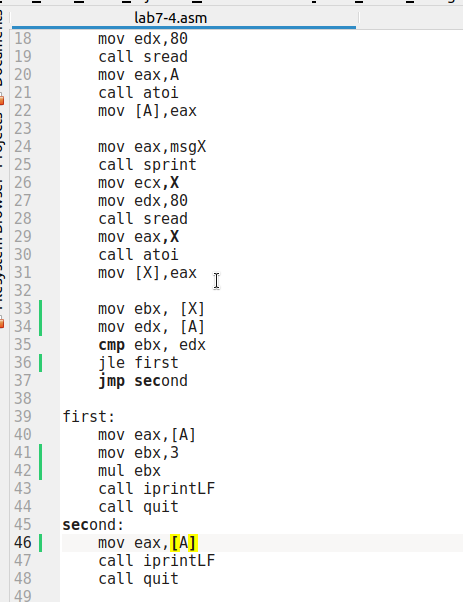 lab7-4.asm
18 mov edx,80
19 call sread
20 mov eax,A
21 call atoi
22 mov [A],eax
23
24 mov eax,msgX
25 call sprint
26 mov ecx,X
27 mov edx,80
28 call sread
29 mov eax,X
30 call atoi
31 mov [X],eax
32
33 mov ebx, [X]
34 mov edx, [A]
35 cmp ebx, edx
36 jle first
37 jmp second
38
39 first:
40 mov eax,[A]
41 mov ebx,3
42 mul ebx
43 call iprintLF
44 call quit
45 second:
46 mov eax,[A]
47 call iprintLF
48 call quit
49
Projects